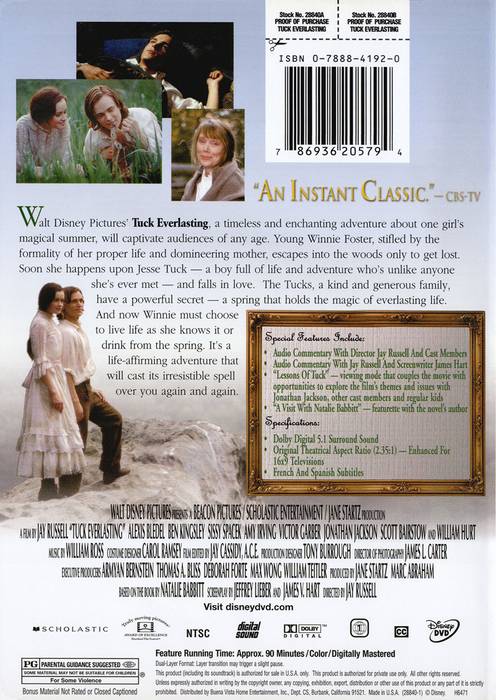 Stock No. 28840A
PROOF OF PURCHASE
TUCK EVERLASTING
Stock No. 28840B
PROOF OF PURCHASE
TUCK EVERLASTING
ISBN 0-7888-4192-0
7 86936 20579 4
"AN INSTANT CLASSIC." – CBS-TV
Walt Disney Pictures' Tuck Everlasting, a timeless and enchanting adventure about one girl's
magical summer, will captivate audiences of any age. Young Winnie Foster, stifled by the
formality of her proper life and domineering mother, escapes into the woods only to get lost.
Soon she happens upon Jesse Tuck — a boy full of life and adventure who's unlike anyone
she's ever met — and falls in love. The Tucks, a kind and generous family,
have a powerful secret — a spring that holds the magic of everlasting life.
And now Winnie must choose
to live life as she knows it or
drink from the spring. It's a
life-affirming adventure that
will cast its irresistible spell
over you again and again.
Special Features Include:
• Audio Commentary With Director Jay Russell And Cast Members
• Audio Commentary With Jay Russell And Screenwriter James Hart
• "Lessons Of Tuck" — viewing mode that couples the movie with
opportunities to explore the film's themes and issues with
Jonathan Jackson, other cast members and regular kids
• "A Visit With Natalie Babbitt" — featurette with the novel's author
Specifications:
• Dolby Digital 5.1 Surround Sound
• Original Theatrical Aspect Ratio (2.35:1) — Enhanced For
16x9 Televisions
• French And Spanish Subtitles
WALT DISNEY PICTURES PRESENTS A BEACON PICTURES / SCHOLASTIC ENTERTAINMENT / JANE STARTZ PRODUCTION
A FILM BY JAY RUSSELL "TUCK EVERLASTING" ALEXIS BLEDEL BEN KINGSLEY SISSY SPACEK AMY IRVING VICTOR GARBER JONATHAN JACKSON SCOTT BAIRSTOW AND WILLIAM HURT
MUSIC BY WILLIAM ROSS COSTUME DESIGNER CAROL RAMSEY FILM EDITED BY JAY CASSIDY, A.C.E. PRODUCTION DESIGNER TONY BURROUGH DIRECTOR OF PHOTOGRAPHY JAMES L. CARTER
EXECUTIVE PRODUCERS ARMYAN BERNSTEIN THOMAS A. BLISS DEBORAH FORTE MAX WONG WILLIAM TEITLER PRODUCED BY JANE STARTZ MARC ABRAHAM
BASED ON THE BOOK BY NATALIE BABBITT SCREENPLAY BY JEFFREY LIEBER AND JAMES V. HART DIRECTED BY JAY RUSSELL
Visit disneydvd.com
SCHOLASTIC
Truly moving pictures
AWARD OF EXCELLENCE
NTSC
digital
SOUND
DOLBY
DIGITAL
1
CC
Disney
DVD
PG PARENTAL GUIDANCE SUGGESTED
SOME MATERIAL MAY NOT BE SUITABLE FOR CHILDREN
For Some Violence
Bonus Material Not Rated or Closed Captioned
Feature Running Time: Approx. 90 Minutes/Color/Digitally Mastered
Dual-Layer Format: Layer transition may trigger a slight pause.
This product (including its soundtrack) is authorized for sale in U.S.A. only. This product is authorized for private use only. All other rights reserved.
Unless expressly authorized in writing by the copyright owner, any copying, exhibition, export, distribution or other use of this product or any part of it is strictly
prohibited. Distributed by Buena Vista Home Entertainment, Inc., Dept. CS, Burbank, California 91521. Made in U.S.A. (28840-1) © Disney.